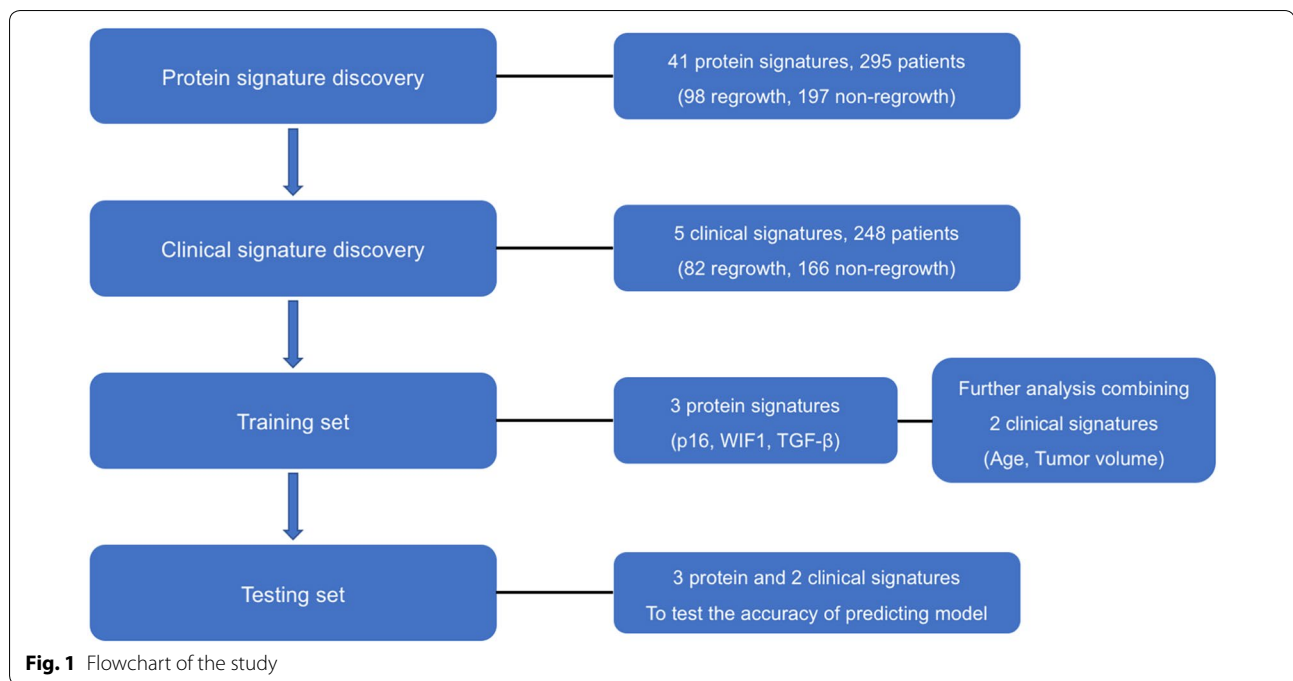 Protein signature discovery
41 protein signatures, 295 patients
(98 regrowth, 197 non-regrowth)
Clinical signature discovery
5 clinical signatures, 248 patients
(82 regrowth, 166 non-regrowth)
Training set
3 protein signatures
(p16, WIF1, TGF-β)
Further analysis combining
2 clinical signatures
(Age, Tumor volume)
Testing set
3 protein and 2 clinical signatures
To test the accuracy of predicting model
Fig. 1 Flowchart of the study